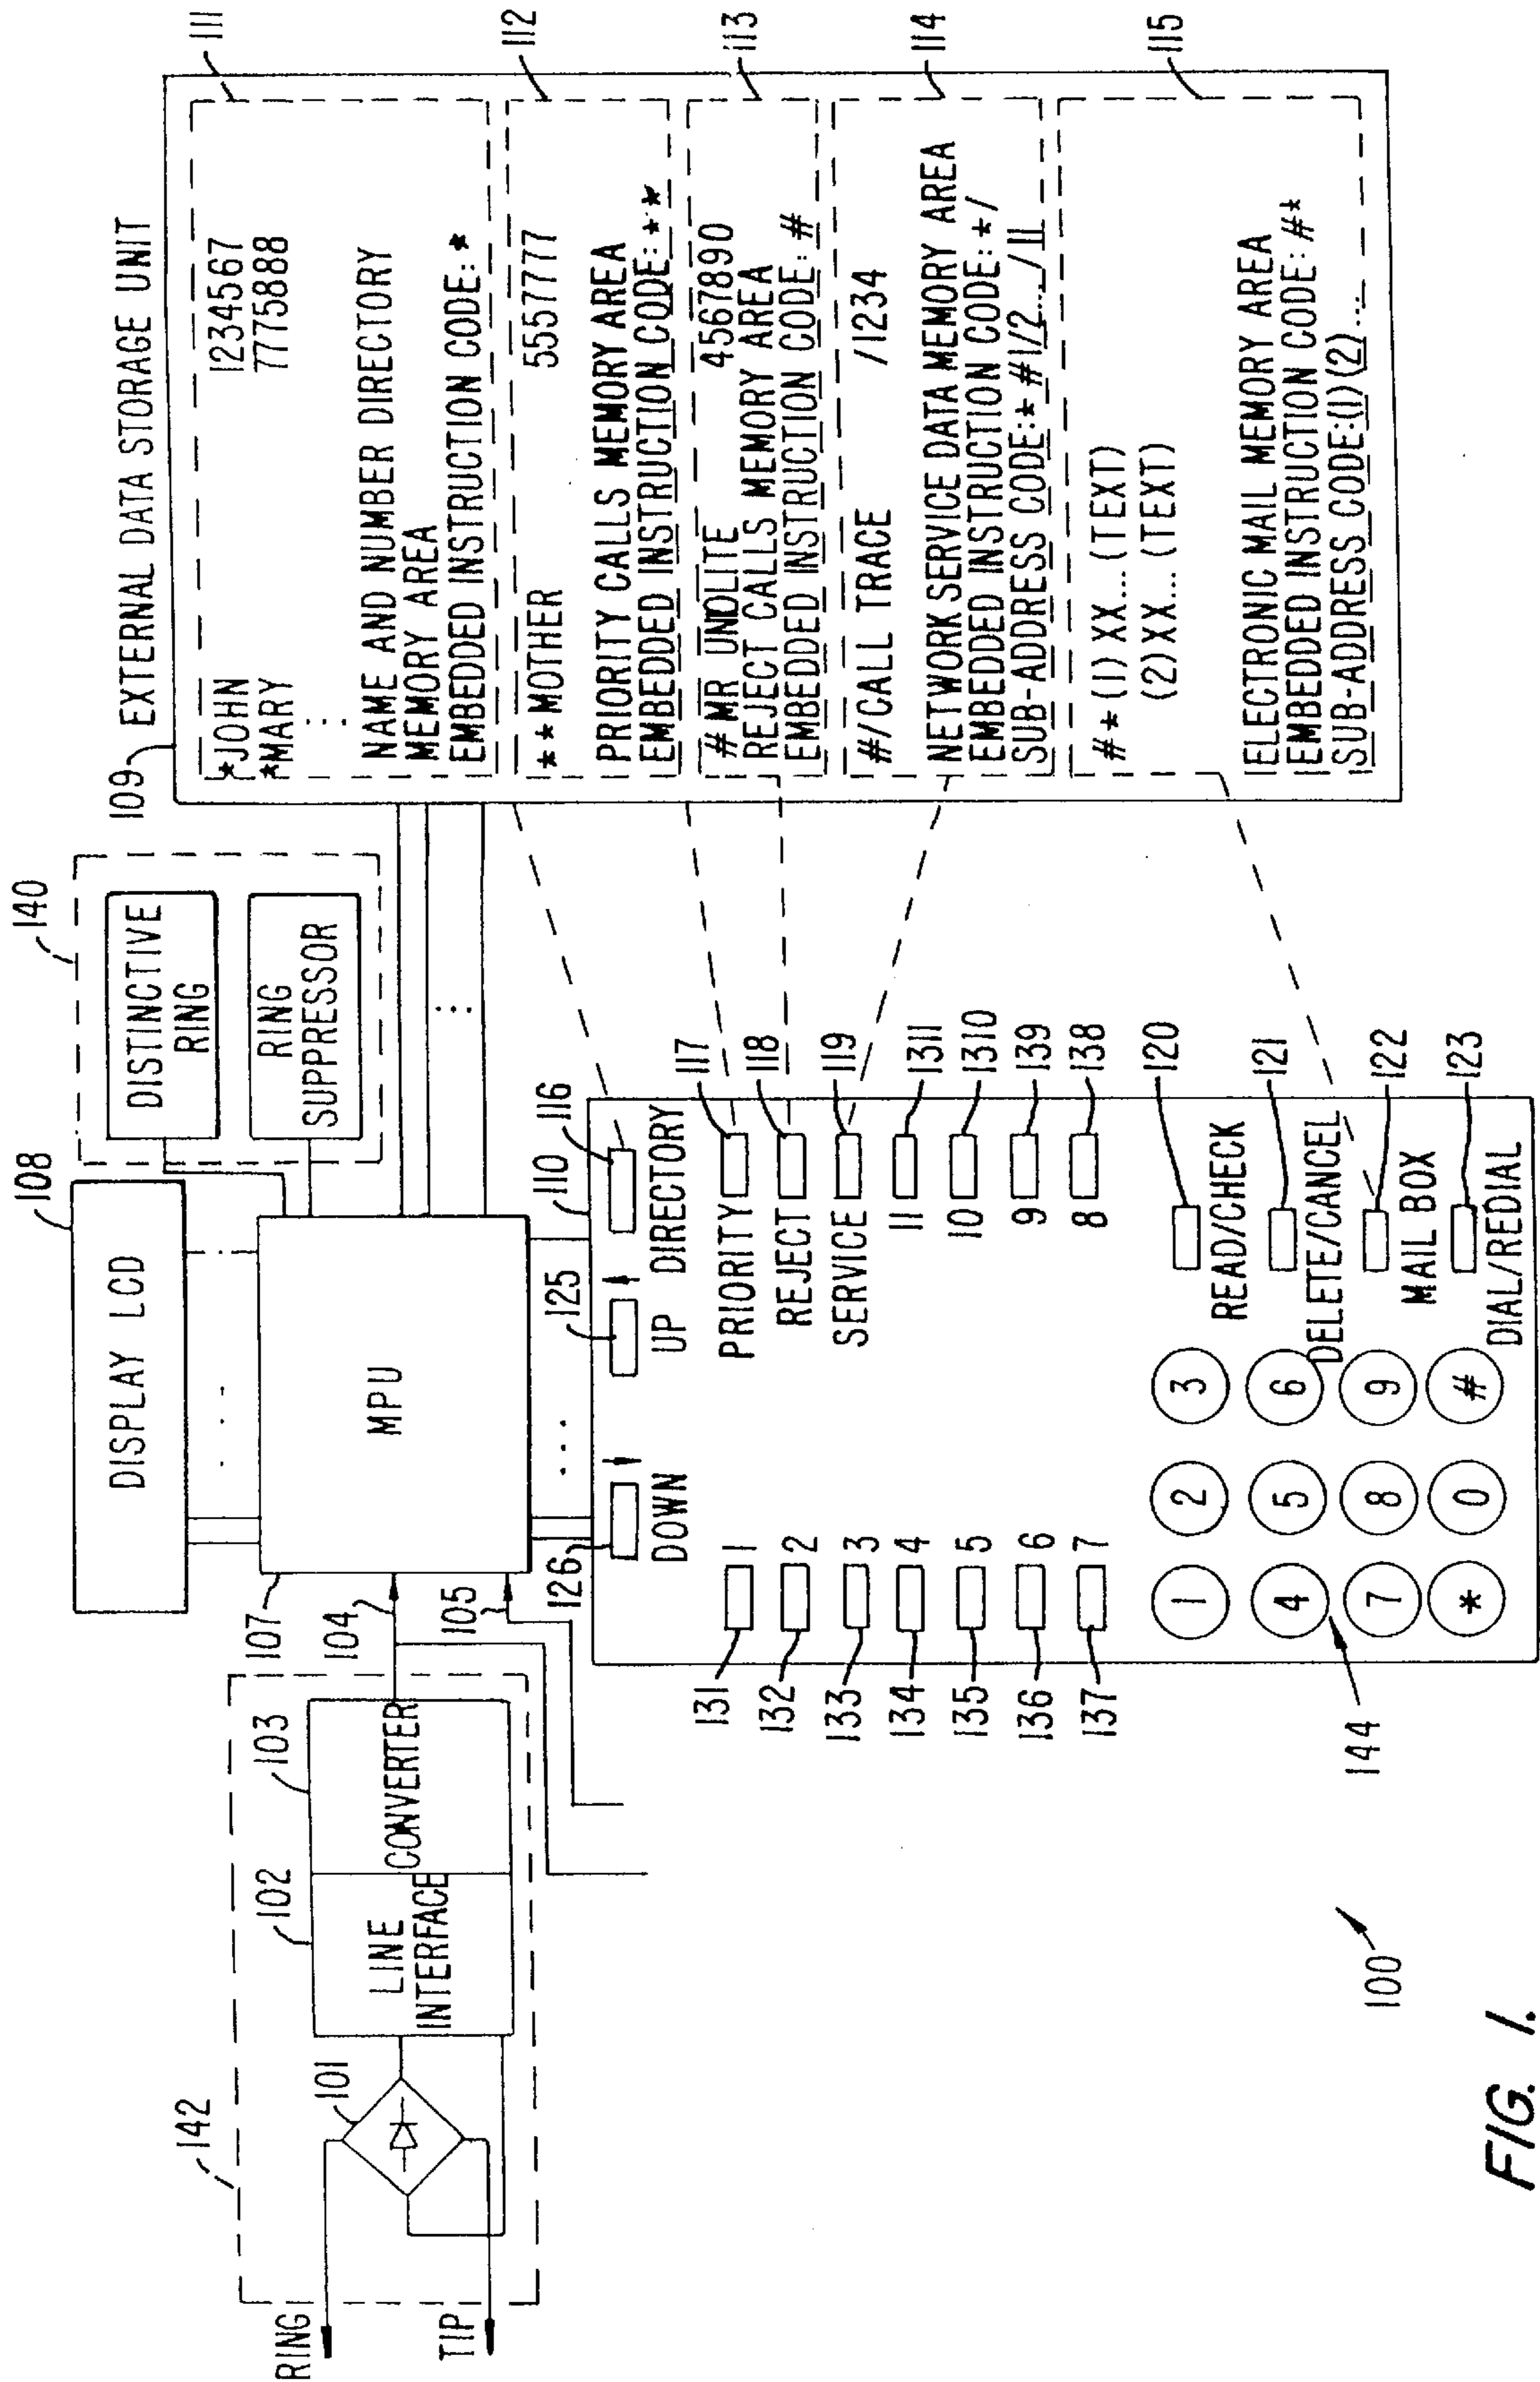 109
EXTERNAL DATA STORAGE UNIT
111
*JOHN 1234567
*MARY 7775888
⋮
NAME AND NUMBER DIRECTORY
MEMORY AREA
EMBEDDED INSTRUCTION CODE: *
112
**MOTHER 5557777
PRIORITY CALLS MEMORY AREA
EMBEDDED INSTRUCTION CODE: **
113
#MR UNOLITE 4567890
REJECT CALLS MEMORY AREA
EMBEDDED INSTRUCTION CODE: #
114
#/CALL TRACE /1234
NETWORK SERVICE DATA MEMORY AREA
EMBEDDED INSTRUCTION CODE: */
SUB-ADDRESS CODE: *#1/2.../11
115
#*(1)XX...(TEXT)
(2)XX...(TEXT)
ELECTRONIC MAIL MEMORY AREA
EMBEDDED INSTRUCTION CODE: #*
SUB-ADDRESS CODE:(1)(2)...
140
DISTINCTIVE
RING
RING
SUPPRESSOR
108
DISPLAY LCD
107
MPU
104
105
142
RING
TIP
101
102
LINE
INTERFACE
103
CONVERTER
110
126
DOWN
125
UP
116
DIRECTORY
131 1
132 2
133 3
134 4
135 5
136 6
137 7
PRIORITY 117
REJECT 118
SERVICE 119
11 1311
10 1310
9 139
8 138
1 2 3
4 5 6
7 8 9
* 0 #
144
120
READ/CHECK
121
DELETE/CANCEL
122
MAIL BOX
123
DIAL/REDIAL
100
FIG. 1.